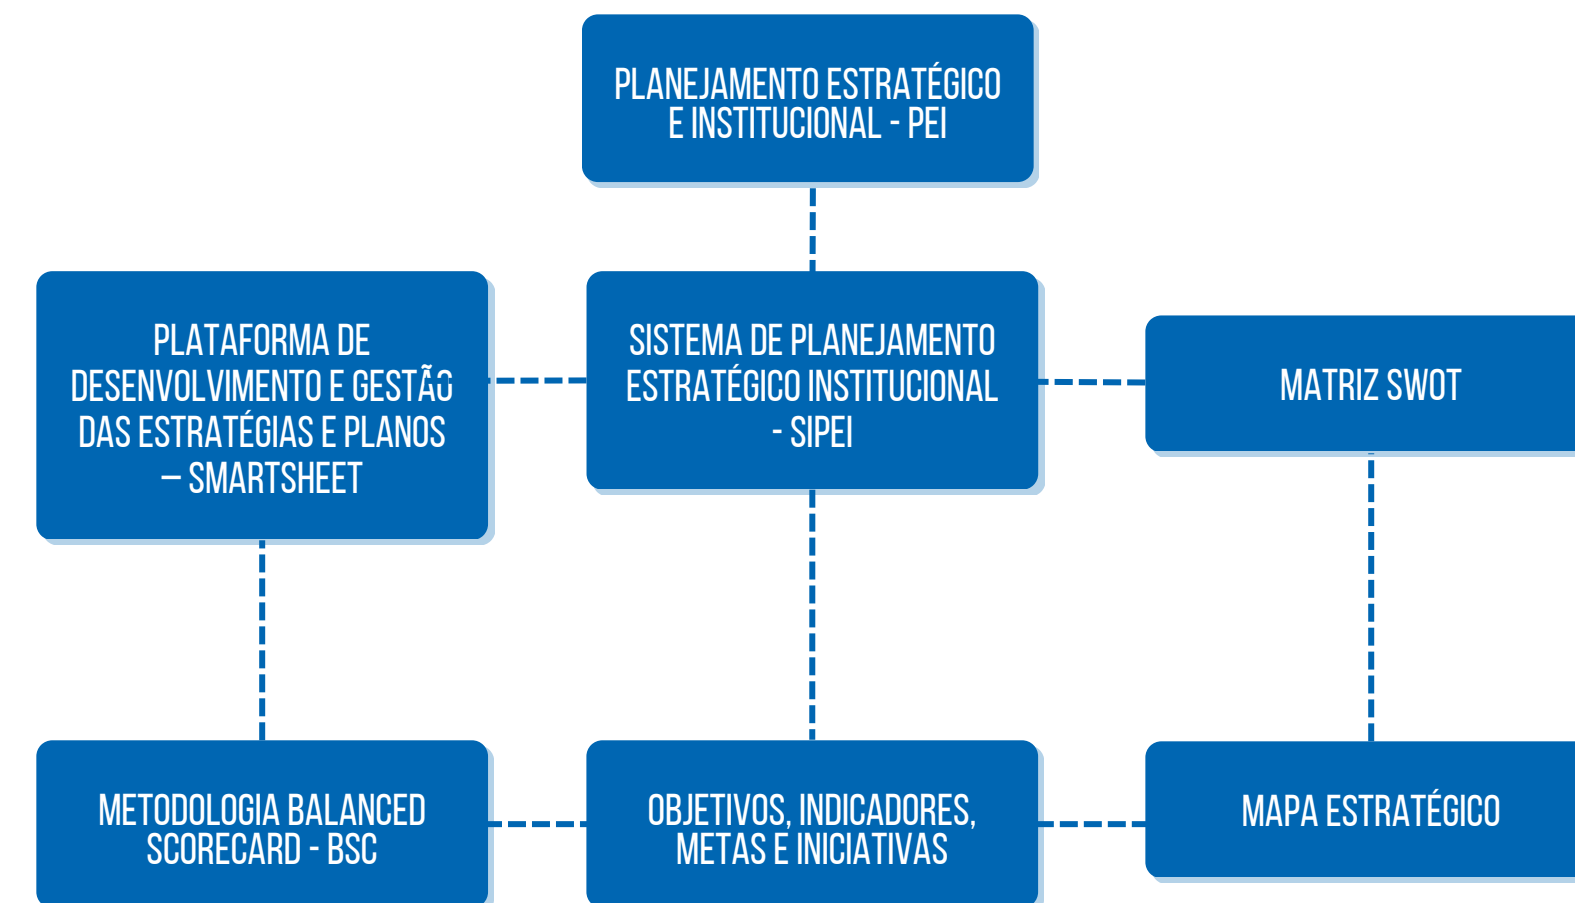 PLANEJAMENTO ESTRATÉGICO
E INSTITUCIONAL - PEI
PLATAFORMA DE
DESENVOLVIMENTO E GESTÃO
DAS ESTRATÉGIAS E PLANOS
– SMARTSHEET
SISTEMA DE PLANEJAMENTO
ESTRATÉGICO INSTITUCIONAL
- SIPEI
MATRIZ SWOT
METODOLOGIA BALANCED
SCORECARD - BSC
OBJETIVOS, INDICADORES,
METAS E INICIATIVAS
MAPA ESTRATÉGICO